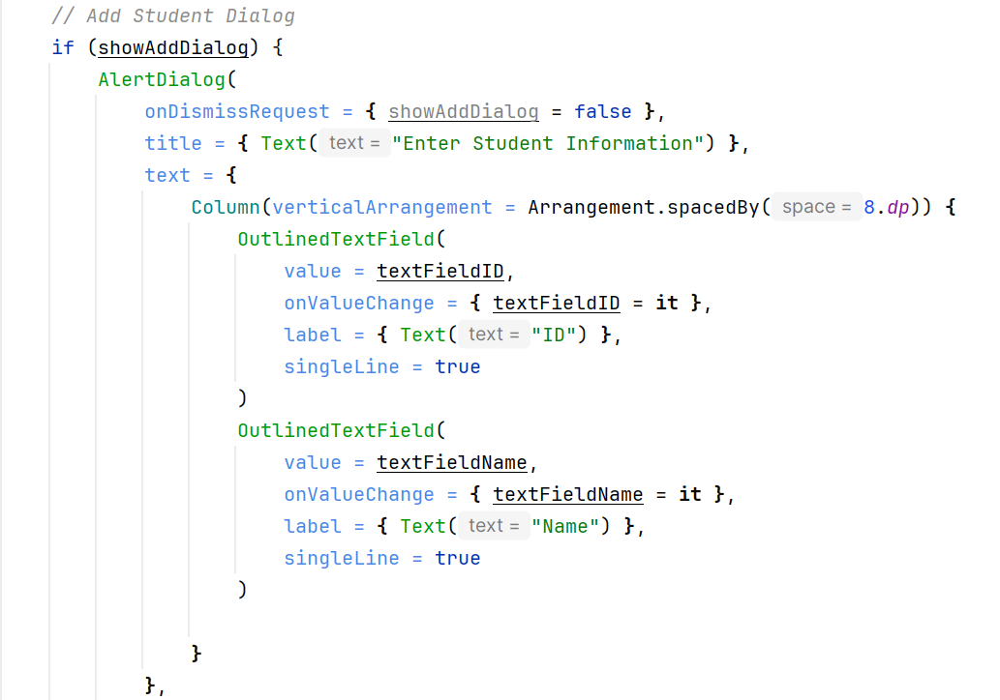 // Add Student Dialog
if (showAddDialog) {
AlertDialog(
onDismissRequest = { showAddDialog = false },
title = { Text( text = "Enter Student Information") },
text = {
Column(verticalArrangement = Arrangement.spacedBy( space = 8.dp)) {
OutlinedTextField(
value = textFieldID,
onValueChange = { textFieldID = it },
label = { Text( text = "ID") },
singleLine = true
)
OutlinedTextField(
value = textFieldName,
onValueChange = { textFieldName = it },
label = { Text( text = "Name") },
singleLine = true
)
}
},